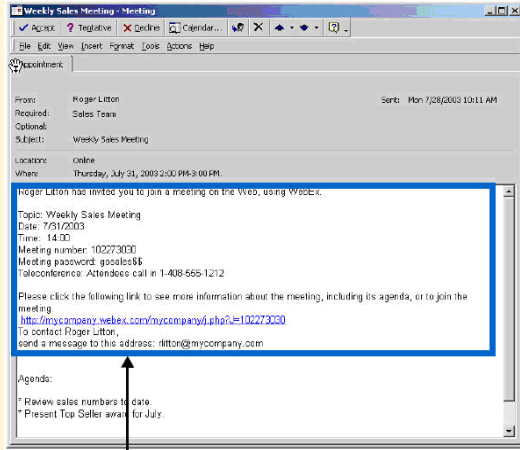 Weekly Sales Meeting - Meeting
Accept ? Tentative Decline Calendar...
File Edit View Insert Format Tools Actions Help
Appointment
From: Roger Litton Sent: Mon 7/28/2003 10:11 AM
Required: Sales Team
Optional:
Subject: Weekly Sales Meeting
Location: Online
When: Thursday, July 31, 2003 2:00 PM-3:00 PM.
Roger Litton has invited you to join a meeting on the Web, using WebEx.
Topic: Weekly Sales Meeting
Date: 7/31/2003
Time: 14:00
Meeting number: 102273030
Meeting password: gosales$$
Teleconference: Attendees call in 1-408-555-1212
Please click the following link to see more information about the meeting, including its agenda, or to join the
meeting.
http://mycompany.webex.com/mycompany/j.php?J=102273030
To contact Roger Litton,
send a message to this address: rlitton@mycompany.com
Agenda:
* Review sales numbers to date.
* Present Top Seller award for July.